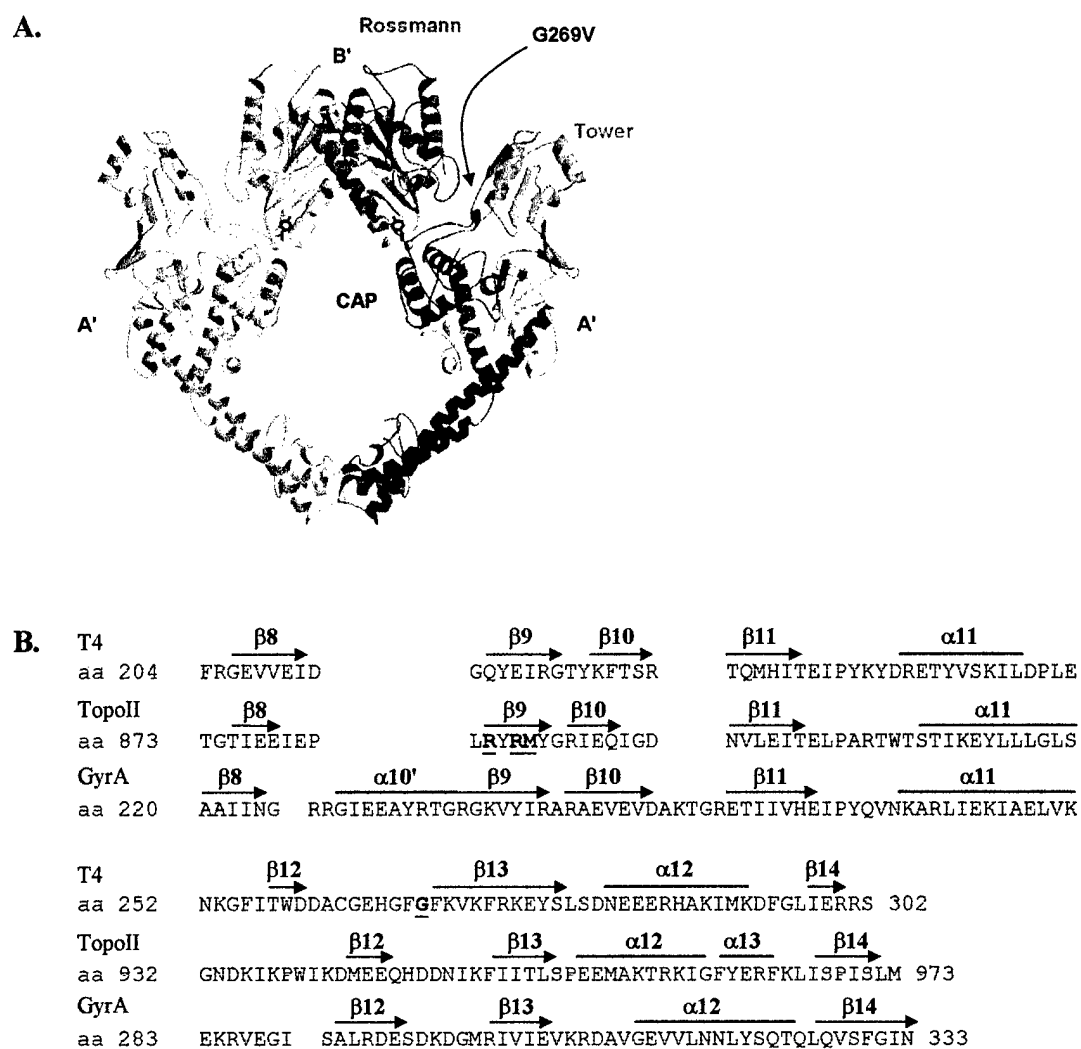 A.
Rossmann
B'
G269V
Tower
CAP
A'
A'
B.
T4
β8 β9 β10 β11 α11
aa 204 FRGEVVEID GQYEIRGTYKFTSR TQMHITEIPYKYDRETYVSKILDPLE
TopoII
β8 β9 β10 β11 α11
aa 873 TGTIEEIEP LRYRMYGRIEQIGD NVLEITELPARTWTSTIKEYLLLGLS
GyrA
β8 α10' β9 β10 β11 α11
aa 220 AAIING RRGIEEAYRTGRGKVYIRARAEVEVDAKTGRETIIVHEIPYQVNKARLIEKIAELVK
T4
β12 β13 α12 β14
aa 252 NKGFITWDDACGEHGFGFKVKFRKEYSLSDNEEERHAKIMKDFGLIERRS 302
TopoII
β12 β13 α12 α13 β14
aa 932 GNDKIKPWIKDMEEQHDDNIKFIITLSPEEMAKTRKIGFYERFKLISPISLM 973
GyrA
β12 β13 α12 β14
aa 283 EKRVEGI SALRDESDKDGMRIVIEVKRDAVGEVVLNNLYSQTQLQVSFGIN 333